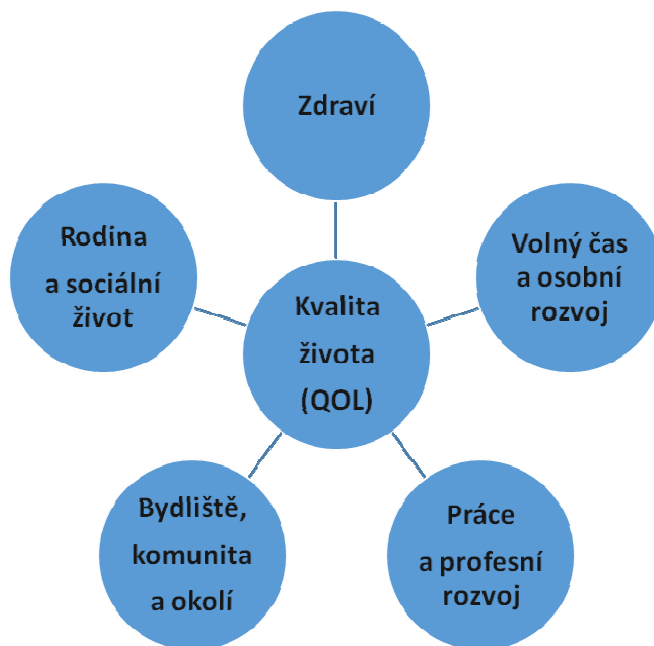 Zdraví
Rodina
a sociální
život
Volný čas
a osobní
rozvoj
Kvalita
života
(QOL)
Bydliště,
komunita
a okolí
Práce
a profesní
rozvoj